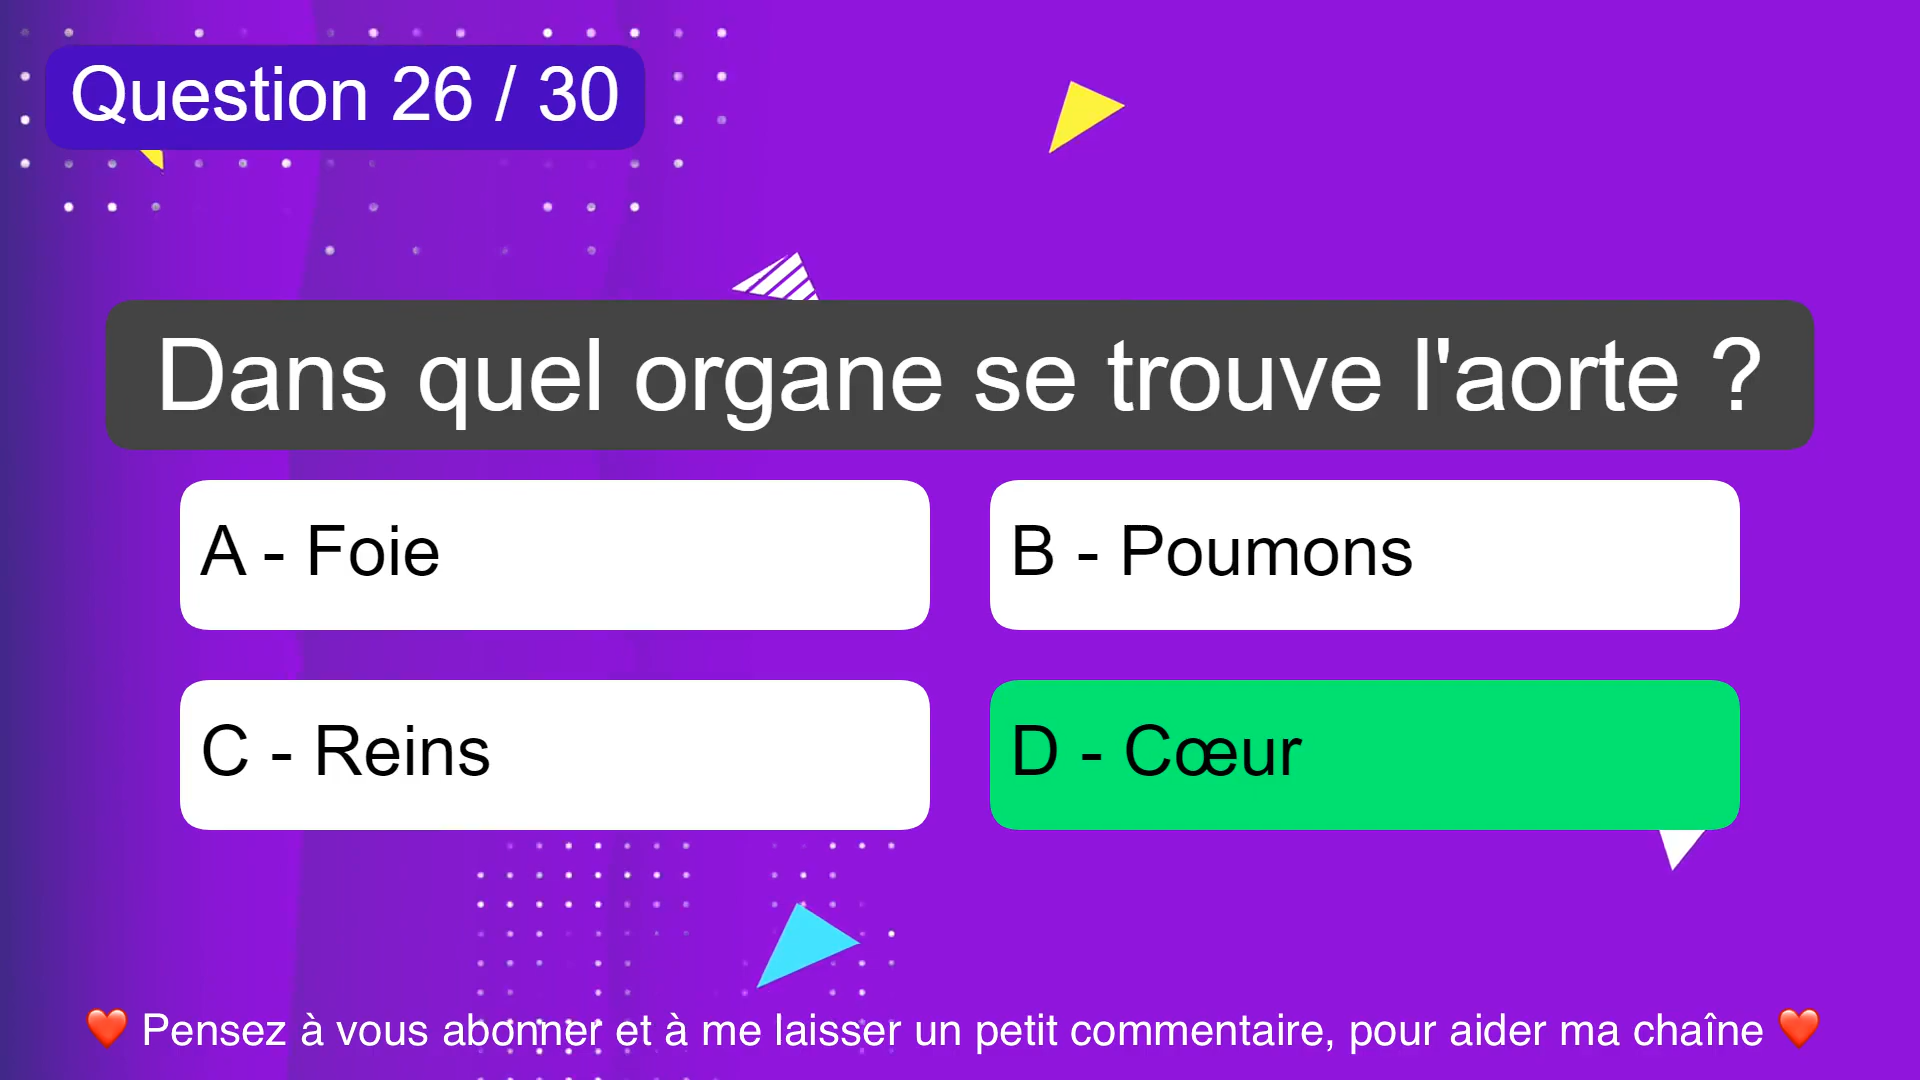 Question 26 / 30
Dans quel organe se trouve l'aorte ?
A - Foie
B - Poumons
C - Reins
D - Cœur
❤️ Pensez à vous abonner et à me laisser un petit commentaire, pour aider ma chaîne ❤️